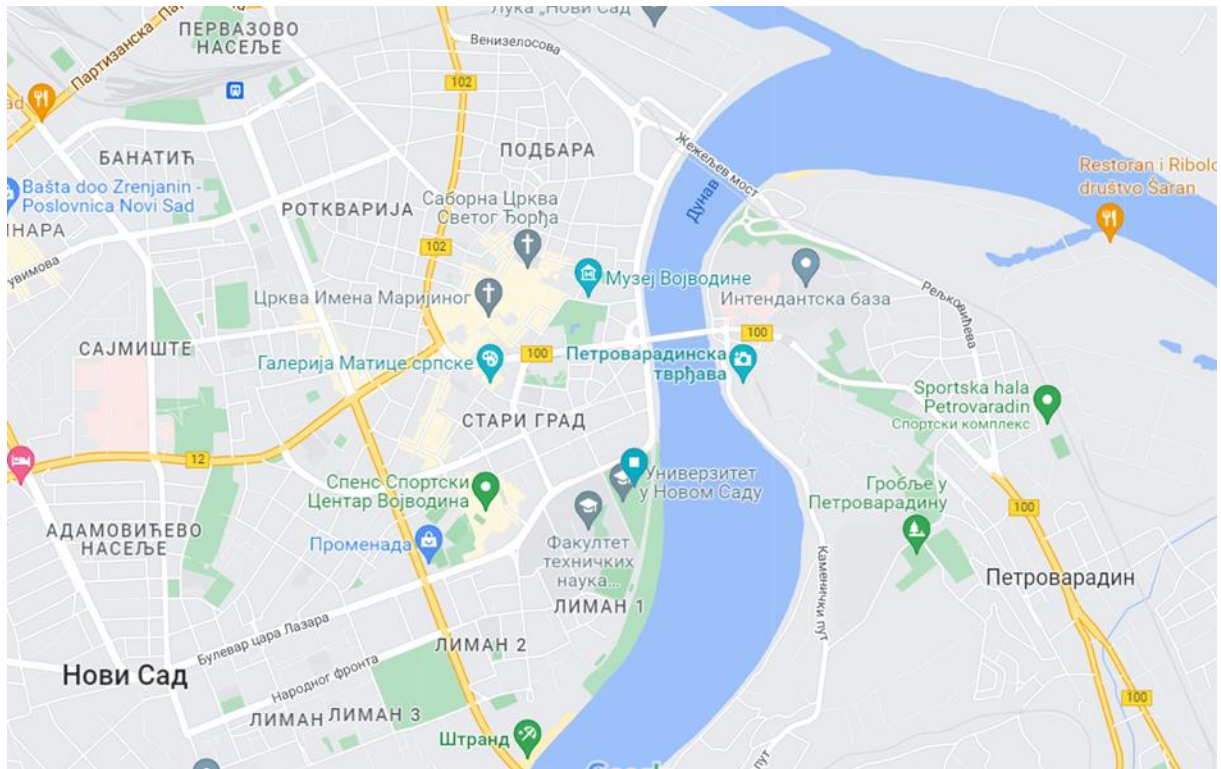 Лука „Нови Сад
ПЕРВАЗОВО
НАСЕЉЕ
Партизанска
Венизелосова
102
ad
БАНАТИЋ
ПОДБАРА
Жежељев мост
Restoran i Ribolo
društvo Šaran
Bašta doo Zrenjanin -
Poslovnica Novi Sad
РОТКВАРИЈА
Саборна Црква
Светог Ђорђа
Дунав
ИНАРА
увимова
102
Црква Имена Маријиног
Музеј Војводине
Интендантска база
Рељковићева
САЈМИШТЕ
Галерија Матице српске
100
100
Петроварадинска
тврђава
Sportska hala
Petrovaradin
Спортски комплекс
СТАРИ ГРАД
12
Спенс Спортски
Центар Војводина
Универзитет
у Новом Саду
Гробље у
Петроварадину
100
АДАМОВИЋЕВО
НАСЕЉЕ
Променада
Факултет
техничких
наука...
Каменички пут
Петроварадин
ЛИМАН 1
Булевар цара Лазара
ЛИМАН 2
Народног фронта
Нови Сад
100
ЛИМАН
ЛИМАН 3
Штранд
пут